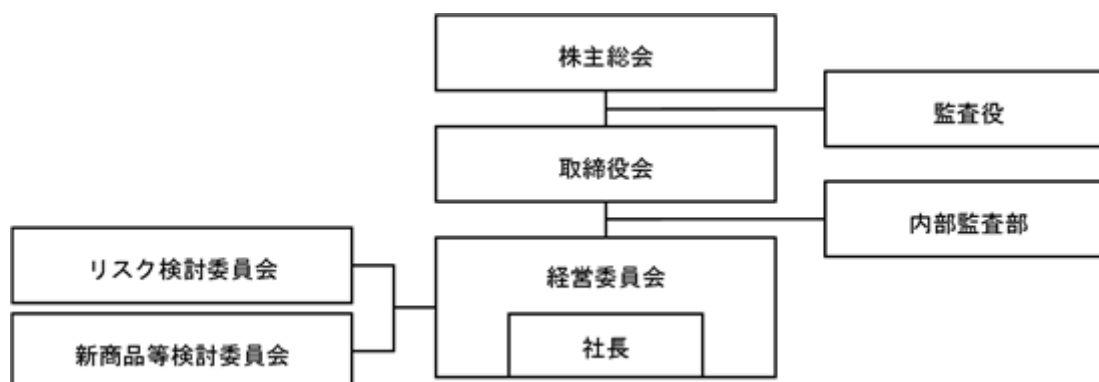 株主総会
監査役
取締役会
内部監査部
リスク検討委員会
経営委員会
新商品等検討委員会
社長